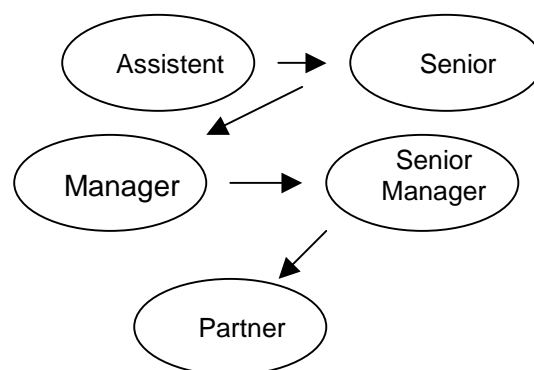 Assistent
Senior
Manager
Senior
Manager
Partner